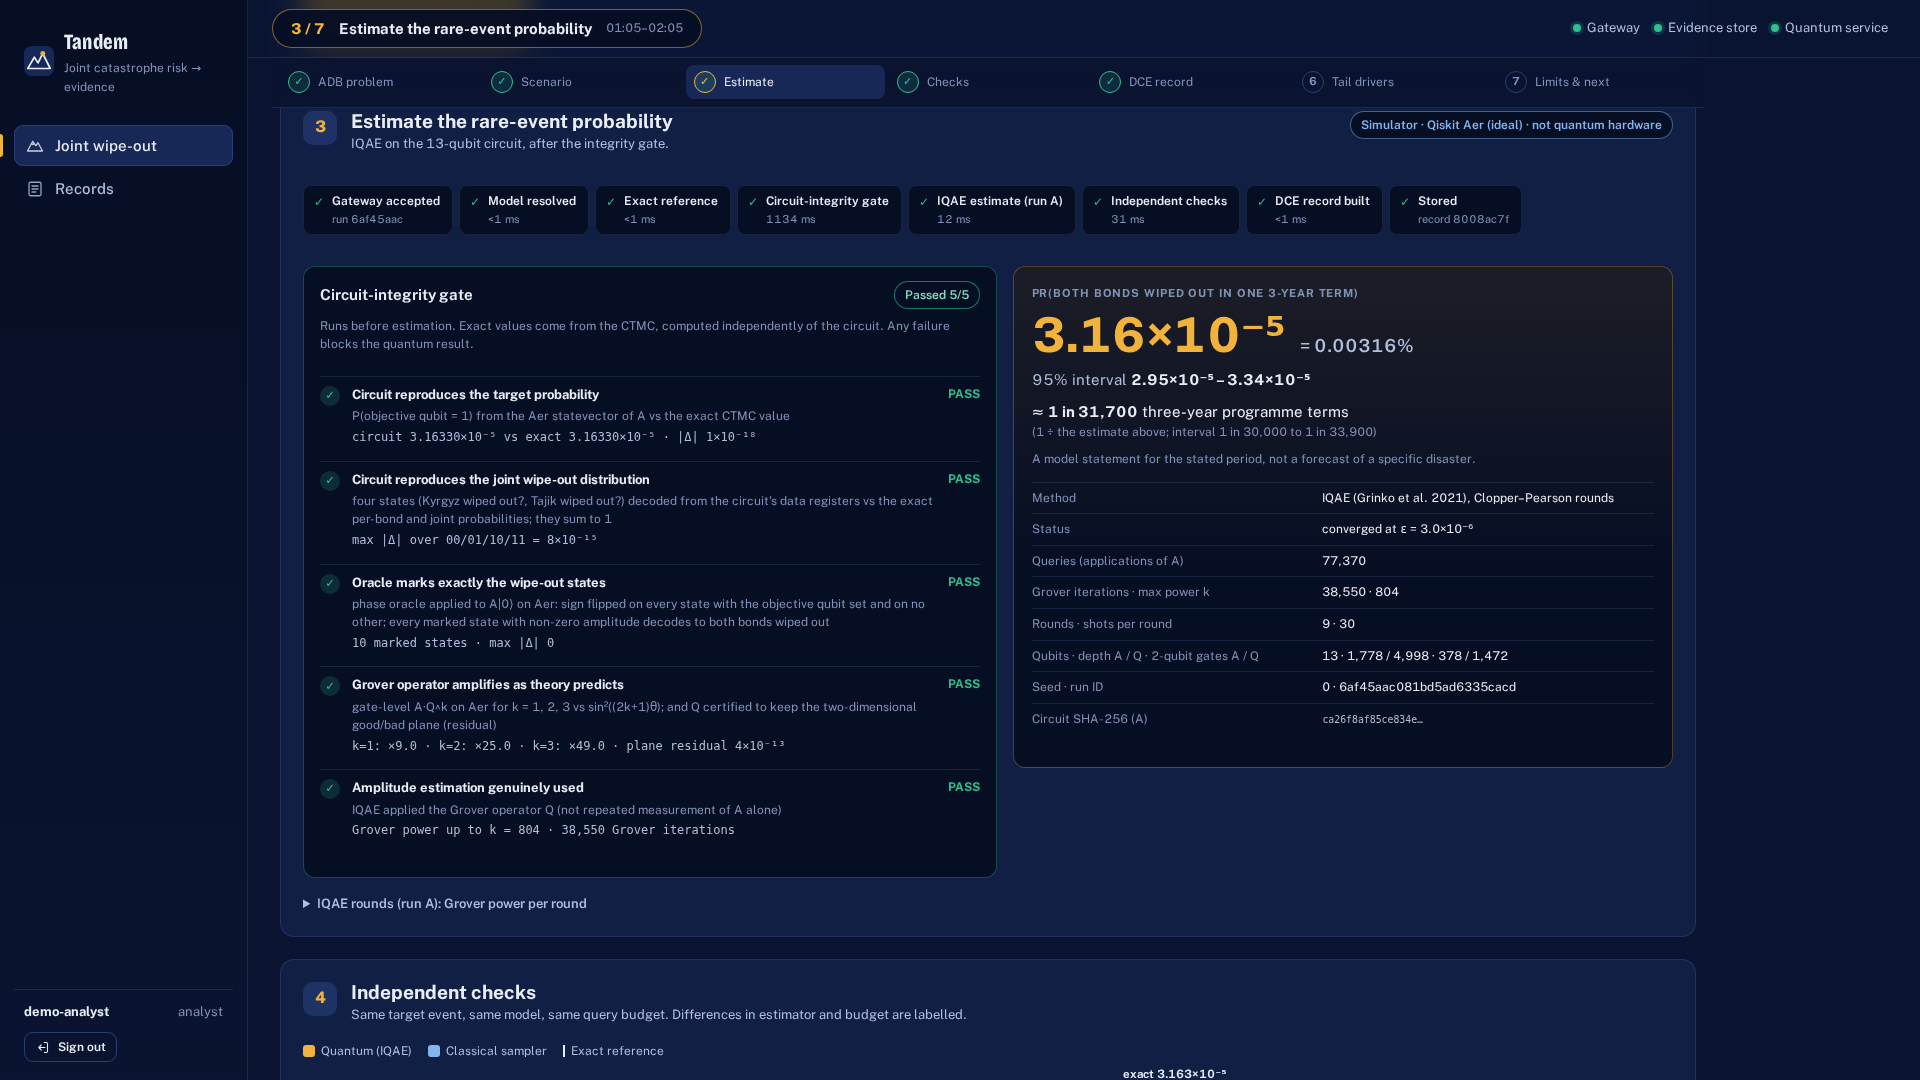 Tandem
Joint catastrophe risk →
evidence
Joint wipe-out
Records
demo-analyst
analyst
Sign out
3 / 7 Estimate the rare-event probability 01:05–02:05
Gateway
Evidence store
Quantum service
✓ ADB problem
✓ Scenario
✓ Estimate
✓ Checks
✓ DCE record
6 Tail drivers
7 Limits & next
3
Estimate the rare-event probability
IQAE on the 13-qubit circuit, after the integrity gate.
Simulator · Qiskit Aer (ideal) · not quantum hardware
✓ Gateway accepted
run 6af45aac
✓ Model resolved
<1 ms
✓ Exact reference
<1 ms
✓ Circuit-integrity gate
1134 ms
✓ IQAE estimate (run A)
12 ms
✓ Independent checks
31 ms
✓ DCE record built
<1 ms
✓ Stored
record 8008ac7f
Circuit-integrity gate
Passed 5/5
Runs before estimation. Exact values come from the CTMC, computed independently of the circuit. Any failure
blocks the quantum result.
✓ Circuit reproduces the target probability PASS
P(objective qubit = 1) from the Aer statevector of A vs the exact CTMC value
circuit 3.16330×10⁻⁵ vs exact 3.16330×10⁻⁵ · |Δ| 1×10⁻¹⁸
✓ Circuit reproduces the joint wipe-out distribution PASS
four states (Kyrgyz wiped out?, Tajik wiped out?) decoded from the circuit's data registers vs the exact
per-bond and joint probabilities; they sum to 1
max |Δ| over 00/01/10/11 = 8×10⁻¹⁵
✓ Oracle marks exactly the wipe-out states PASS
phase oracle applied to A|0⟩ on Aer: sign flipped on every state with the objective qubit set and on no
other; every marked state with non-zero amplitude decodes to both bonds wiped out
10 marked states · max |Δ| 0
✓ Grover operator amplifies as theory predicts PASS
gate-level A·Q^k on Aer for k = 1, 2, 3 vs sin²((2k+1)θ); and Q certified to keep the two-dimensional
good/bad plane (residual)
k=1: ×9.0 · k=2: ×25.0 · k=3: ×49.0 · plane residual 4×10⁻¹³
✓ Amplitude estimation genuinely used PASS
IQAE applied the Grover operator Q (not repeated measurement of A alone)
Grover power up to k = 804 · 38,550 Grover iterations
PR(BOTH BONDS WIPED OUT IN ONE 3-YEAR TERM)
3.16×10⁻⁵ = 0.00316%
95% interval 2.95×10⁻⁵–3.34×10⁻⁵
≈ 1 in 31,700 three-year programme terms
(1 ÷ the estimate above; interval 1 in 30,000 to 1 in 33,900)
A model statement for the stated period, not a forecast of a specific disaster.
Method IQAE (Grinko et al. 2021), Clopper–Pearson rounds
Status converged at ε = 3.0×10⁻⁶
Queries (applications of A) 77,370
Grover iterations · max power k 38,550 · 804
Rounds · shots per round 9 · 30
Qubits · depth A / Q · 2-qubit gates A / Q 13 · 1,778 / 4,998 · 378 / 1,472
Seed · run ID 0 · 6af45aac081bd5ad6335cacd
Circuit SHA-256 (A) ca26f8af85ce834e…
▶ IQAE rounds (run A): Grover power per round
4
Independent checks
Same target event, same model, same query budget. Differences in estimator and budget are labelled.
Quantum (IQAE)
Classical sampler
Exact reference
exact 3.163×10⁻⁵